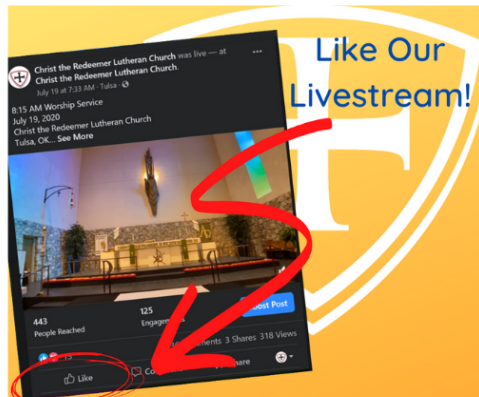 Like Our
Livestream!
Christ the Redeemer Lutheran Church was live — at
Christ the Redeemer Lutheran Church.
July 19 at 7:33 AM · Tulsa ·
8:15 AM Worship Service
July 19, 2020
Christ the Redeemer Lutheran Church
Tulsa, OK... See More
443
People Reached
125
Post
15
3 Shares 318 Views
Like